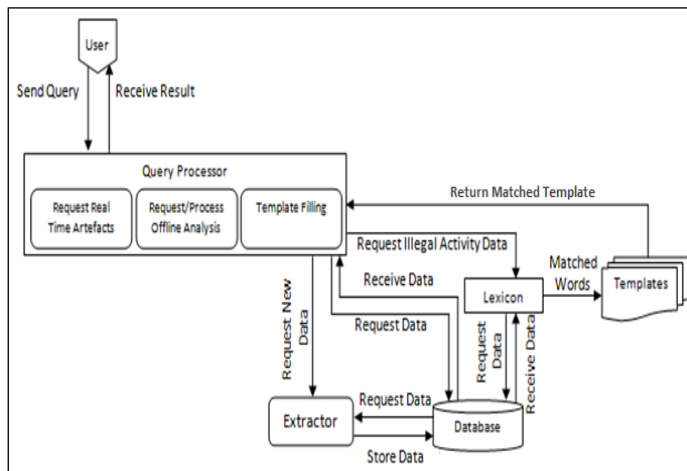 User
Send Query
Receive Result
Query Processor
Request Real
Time Artefacts
Request/Process
Offline Analysis
Template Filling
Return Matched Template
Request Illegal Activity Data
Matched
Words
Templates
Lexicon
Receive Data
Request Data
Request New
Data
Request
Data
Receive Data
Request Data
Extractor
Database
Store Data